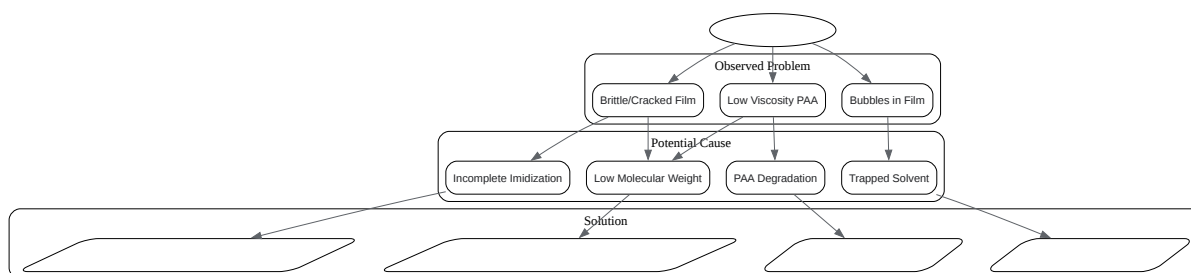 Observed Problem
Brittle/Cracked Film
Low Viscosity PAA
Bubbles in Film
Potential Cause
Incomplete Imidization
Low Molecular Weight
PAA Degradation
Trapped Solvent
Solution